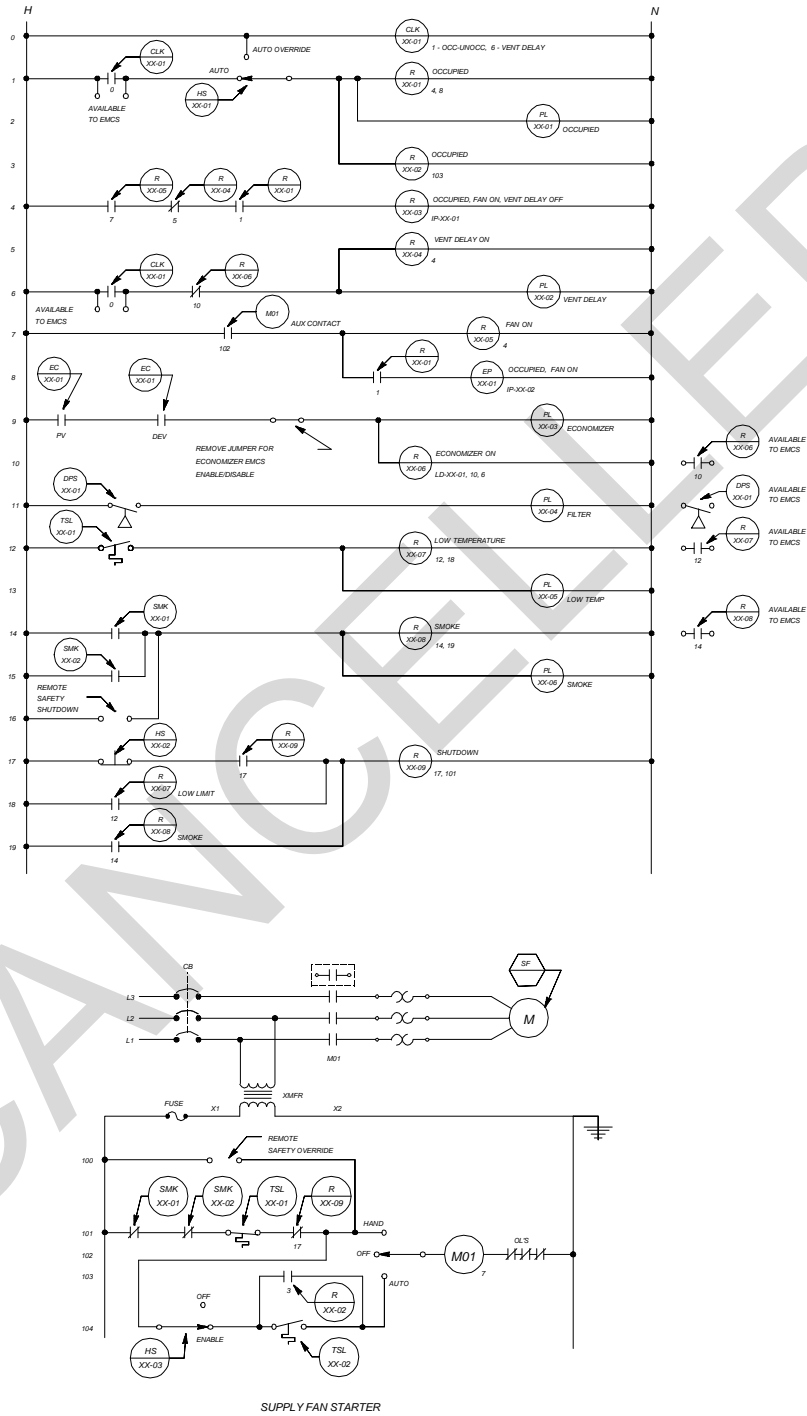 H
N
0
CLK
XX-01
1 - OCC-UNOCC, 6 - VENT DELAY
AUTO OVERRIDE
CLK
XX-01
1
0
AVAILABLE
TO EMCS
AUTO
HS
XX-01
R
XX-01
OCCUPIED
4, 8
2
PL
XX-01
OCCUPIED
3
R
XX-02
OCCUPIED
103
R
XX-05
R
XX-04
R
XX-01
4
7
5
1
R
XX-03
OCCUPIED, FAN ON, VENT DELAY OFF
IP-XX-01
5
R
XX-04
VENT DELAY ON
4
CLK
XX-01
R
XX-06
6
0
10
PL
XX-02
VENT DELAY
AVAILABLE
TO EMCS
M01
AUX CONTACT
7
102
R
XX-05
FAN ON
4
R
XX-01
8
1
EP
XX-01
OCCUPIED, FAN ON
IP-XX-02
EC
XX-01
EC
XX-01
9
PV
DEV
PL
XX-03
ECONOMIZER
REMOVE JUMPER FOR
ECONOMIZER EMCS
ENABLE/DISABLE
10
R
XX-06
ECONOMIZER ON
LD-XX-01, 10, 6
R
XX-06
AVAILABLE
TO EMCS
10
DPS
XX-01
11
PL
XX-04
FILTER
DPS
XX-01
AVAILABLE
TO EMCS
TSL
XX-01
12
R
XX-07
LOW TEMPERATURE
12, 18
R
XX-07
AVAILABLE
TO EMCS
12
13
PL
XX-05
LOW TEMP
SMK
XX-01
14
R
XX-08
SMOKE
14, 19
R
XX-08
AVAILABLE
TO EMCS
14
SMK
XX-02
15
PL
XX-06
SMOKE
REMOTE
SAFETY
SHUTDOWN
16
HS
XX-02
R
XX-09
17
17
R
XX-09
SHUTDOWN
17, 101
R
XX-07
LOW LIMIT
18
12
R
XX-08
SMOKE
19
14
CANCELLED
CB
SF
L3
L2
L1
M
M01
XMFR
FUSE
X1
X2
REMOTE
SAFETY OVERRIDE
100
SMK
XX-01
SMK
XX-02
TSL
XX-01
R
XX-09
101
17
HAND
102
OFF
M01
7
OL'S
103
AUTO
3
R
XX-02
OFF
104
ENABLE
HS
XX-03
TSL
XX-02
SUPPLY FAN STARTER